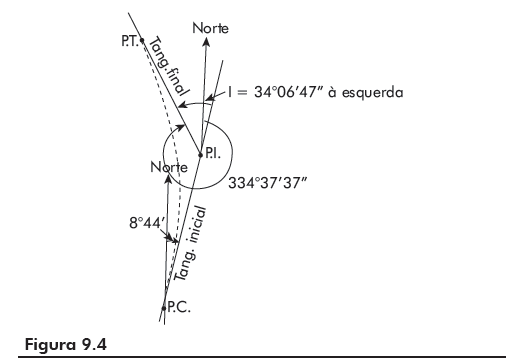 Norte
P.T.
Tang. final
I = 34°06′47″ à esquerda
P.I.
Norte
334°37′37″
8°44′
Tang. inicial
P.C.
Figura 9.4